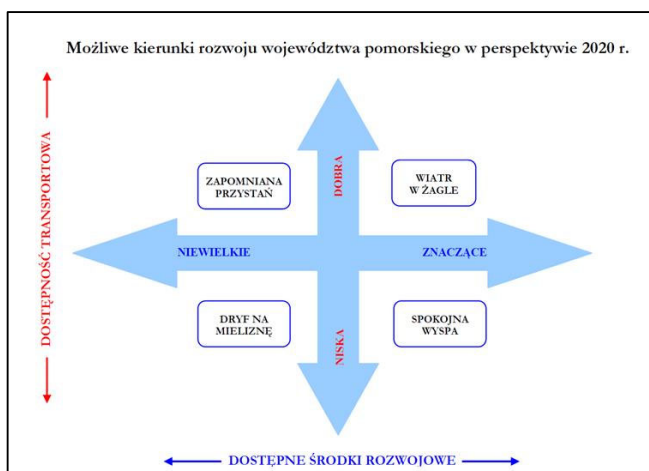 Możliwe kierunki rozwoju województwa pomorskiego w perspektywie 2020 r.
DOSTĘPNOŚĆ TRANSPORTOWA
DOBRA
ZAPOMNIANA
PRZYSTAŃ
WIATR
W ŻAGLE
NIEWIELKIE
ZNACZĄCE
DRYF NA
MIELIZNĘ
SPOKOJNA
WYSPA
NISKA
DOSTĘPNE ŚRODKI ROZWOJOWE